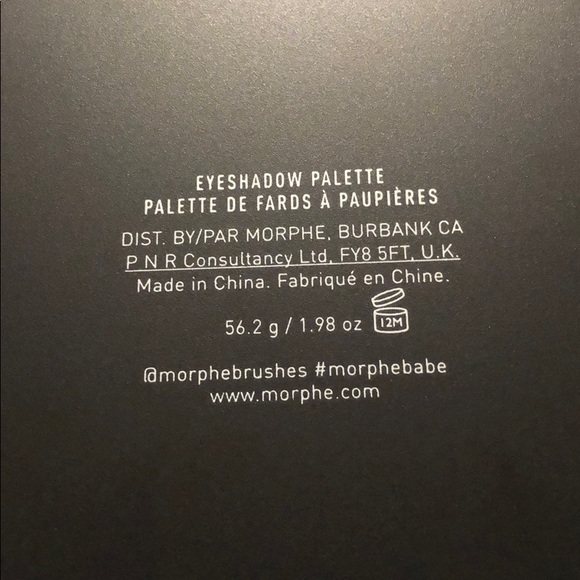 EYESHADOW PALETTE
PALETTE DE FARDS À PAUPIÈRES
DIST. BY/PAR MORPHE, BURBANK CA
P N R Consultancy Ltd, FY8 5FT, U.K.
Made in China. Fabriqué en Chine.
56.2 g / 1.98 oz 12M
@morphebrushes #morphebabe
www.morphe.com